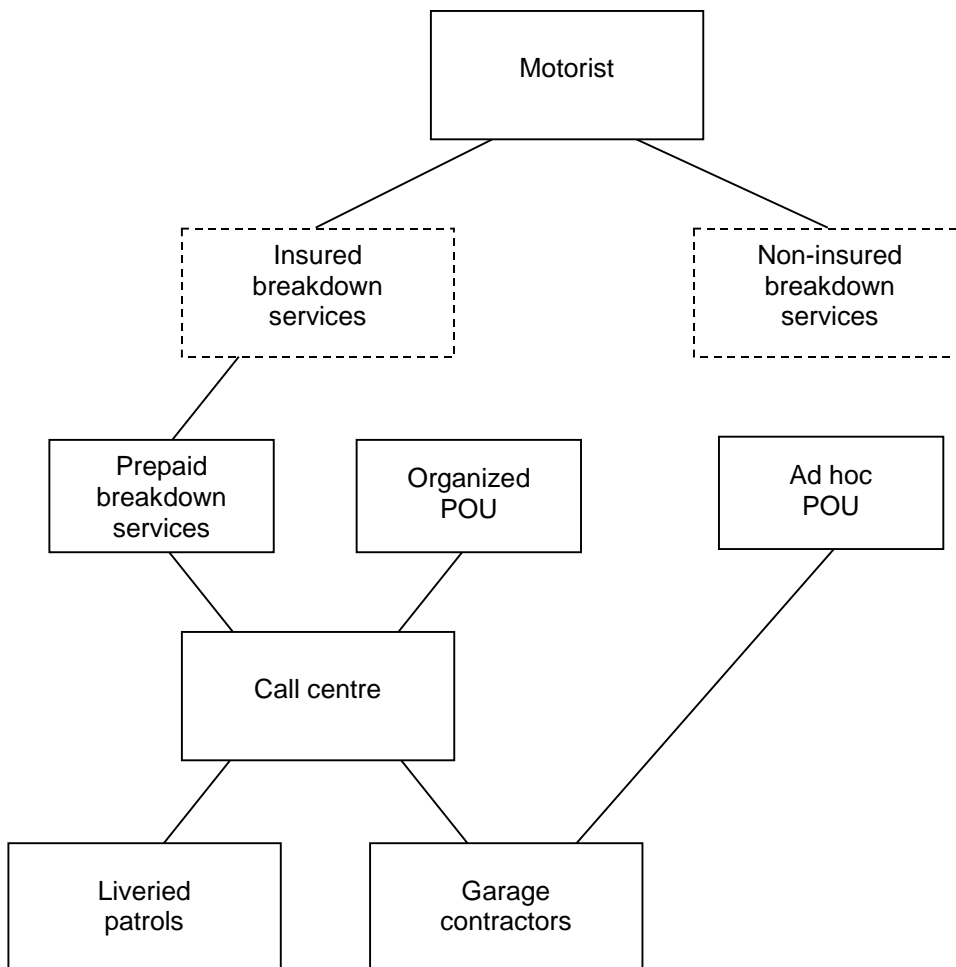 Motorist
Insured
breakdown
services
Non-insured
breakdown
services
Prepaid
breakdown
services
Organized
POU
Ad hoc
POU
Call centre
Liveried
patrols
Garage
contractors